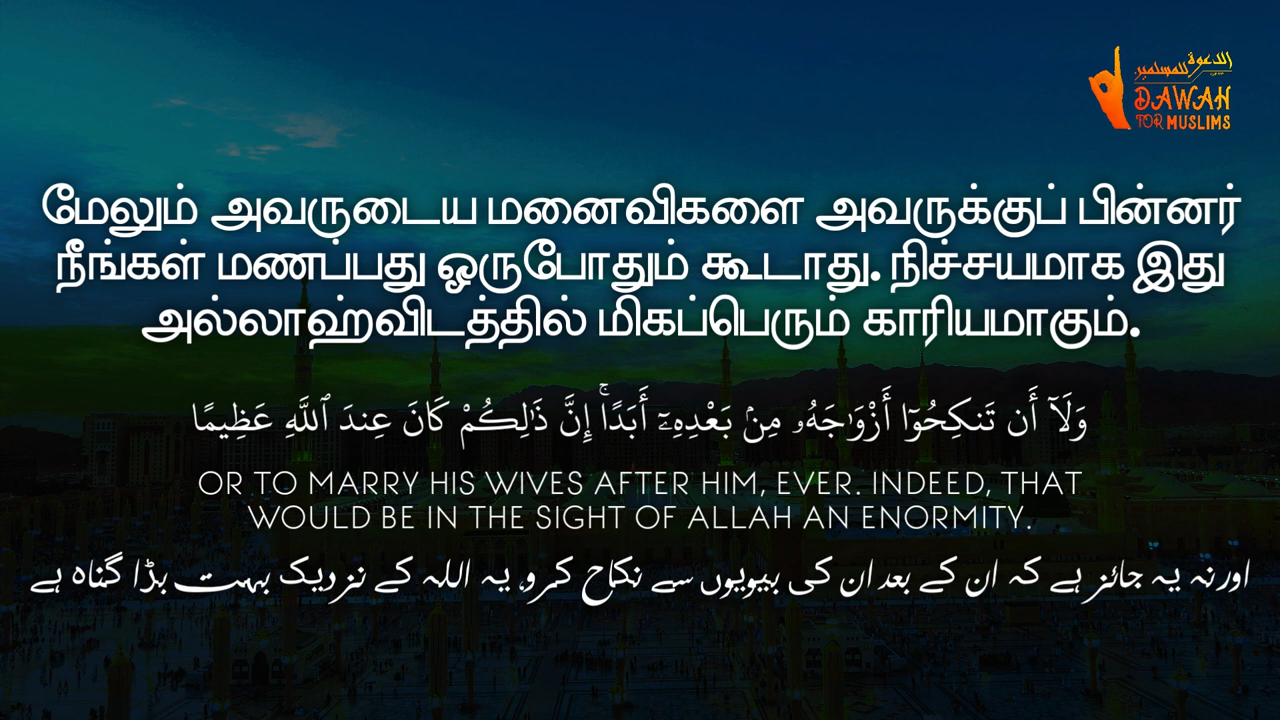 الدعوة للمسلمين
DAWAH
FOR MUSLIMS
மேலும் அவருடைய மனைவிகளை அவருக்குப் பின்னர்
நீங்கள் மணப்பது ஒருபோதும் கூடாது. நிச்சயமாக இது
அல்லாஹ்விடத்தில் மிகப்பெரும் காரியமாகும்.
وَلَآ أَن تَنكِحُوٓا۟ أَزْوَٰجَهُۥ مِنۢ بَعْدِهِۦٓ أَبَدًا ۚ إِنَّ ذَٰلِكُمْ كَانَ عِندَ ٱللَّهِ عَظِيمًا
OR TO MARRY HIS WIVES AFTER HIM, EVER. INDEED, THAT
WOULD BE IN THE SIGHT OF ALLAH AN ENORMITY.
اور نہ یہ جائز ہے کہ ان کے بعد ان کی بیویوں سے نکاح کرو، یہ اللہ کے نزدیک بہت بڑا گناہ ہے